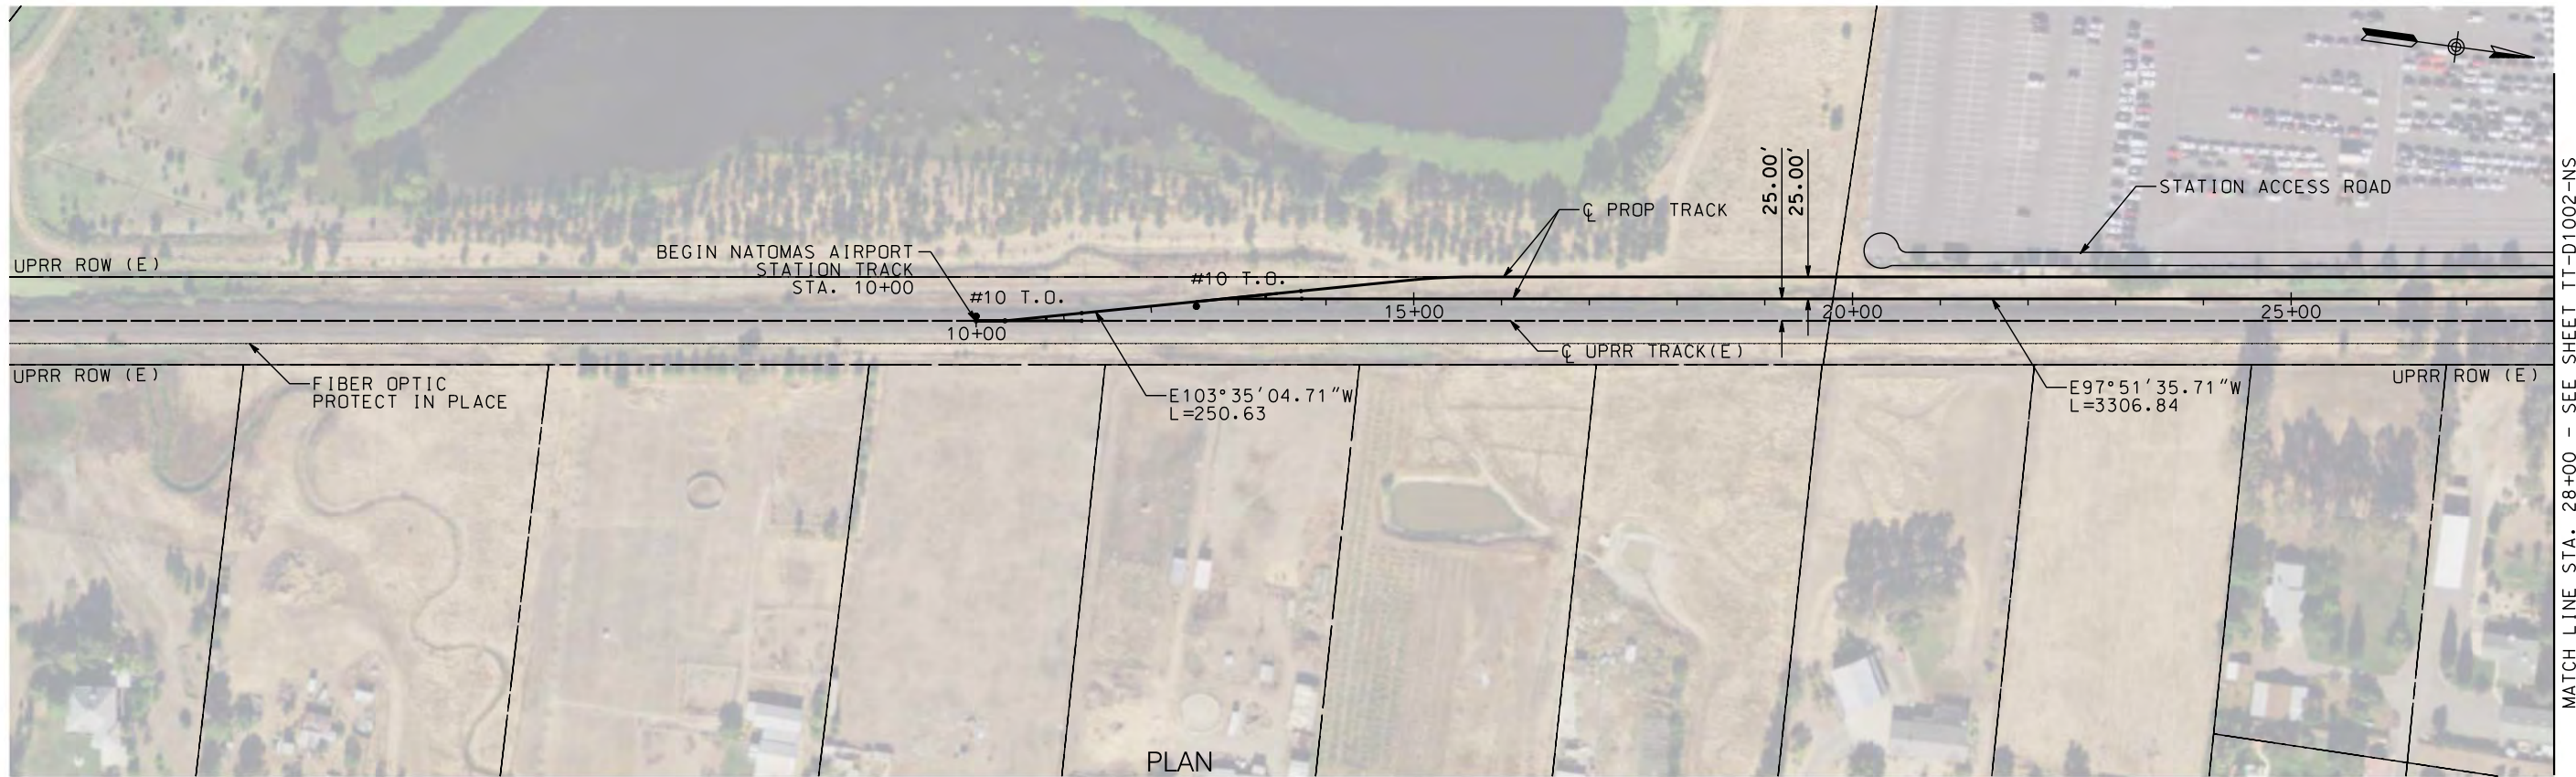 BEGIN NATOMAS AIRPORT
STATION TRACK
STA. 10+00
#10 T.O.
#10 T.O.
℄ PROP TRACK
25.00'
25.00'
STATION ACCESS ROAD
UPRR ROW (E)
10+00
15+00
20+00
25+00
℄ UPRR TRACK(E)
UPRR ROW (E)
FIBER OPTIC
PROTECT IN PLACE
E103°35'04.71"W
L=250.63
E97°51'35.71"W
L=3306.84
UPRR ROW (E)
PLAN
MATCH LINE STA. 28+00 - SEE SHEET TT-D1002-NS